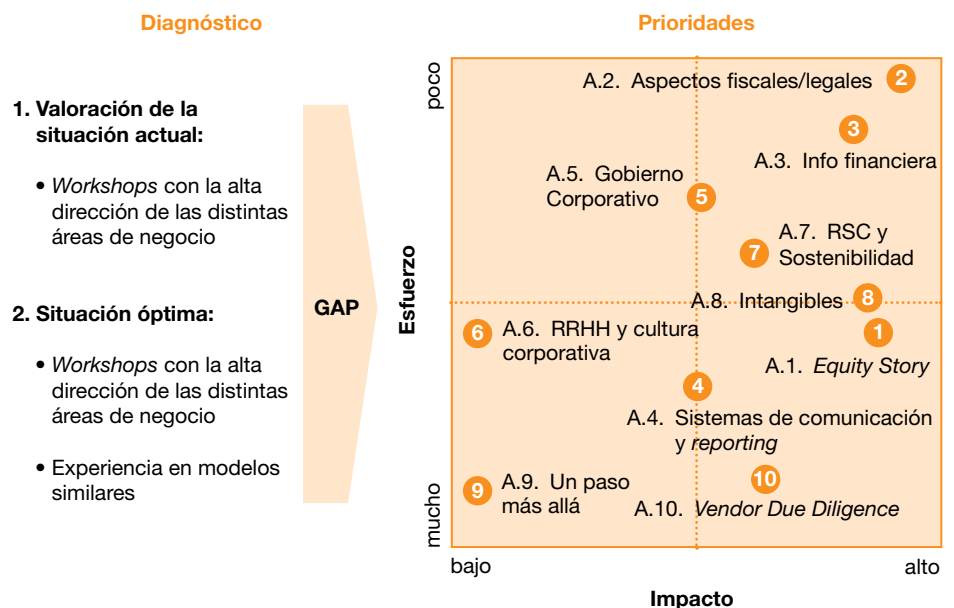 Diagnóstico
1. Valoración de la
situación actual:
• Workshops con la alta
dirección de las distintas
áreas de negocio
2. Situación óptima:
• Workshops con la alta
dirección de las distintas
áreas de negocio
• Experiencia en modelos
similares
GAP
Prioridades
Esfuerzo
poco
mucho
A.2. Aspectos fiscales/legales
2
3
A.3. Info financiera
A.5. Gobierno
Corporativo
5
A.7. RSC y
Sostenibilidad
7
A.8. Intangibles
8
6
A.6. RRHH y cultura
corporativa
1
A.1. Equity Story
4
A.4. Sistemas de comunicación
y reporting
9
A.9. Un paso
más allá
10
A.10. Vendor Due Diligence
bajo
alto
Impacto